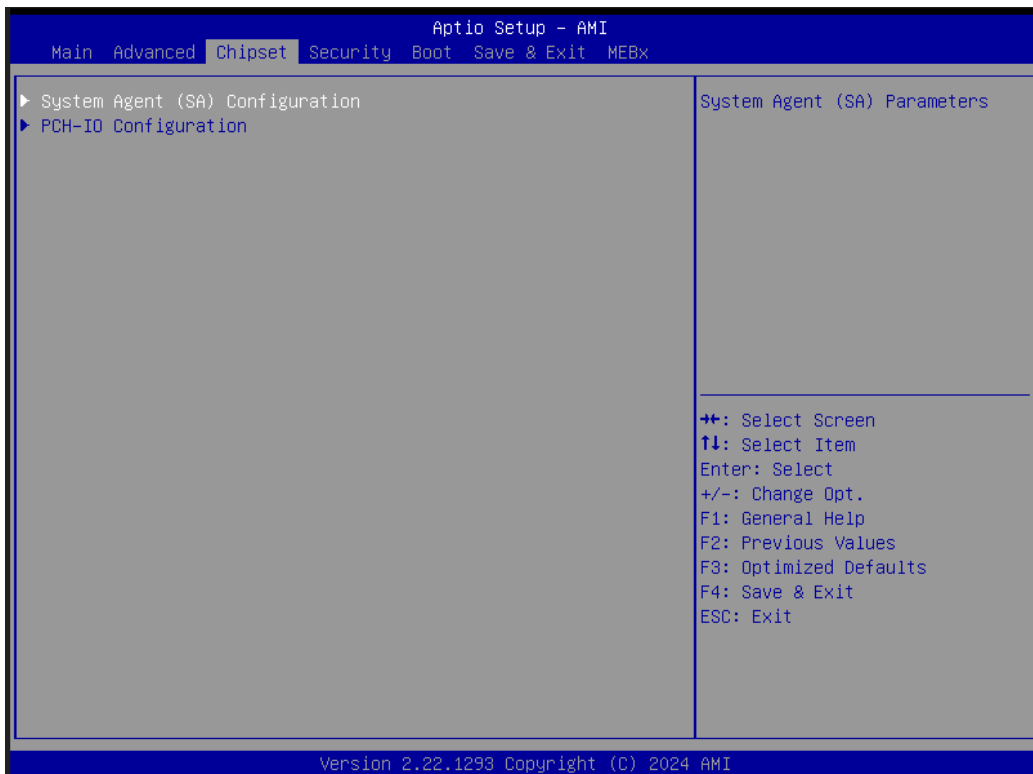 Aptio Setup – AMI
Main Advanced Chipset Security Boot Save & Exit MEBx
▶ System Agent (SA) Configuration
▶ PCH-IO Configuration
System Agent (SA) Parameters
→←: Select Screen
↑↓: Select Item
Enter: Select
+/-: Change Opt.
F1: General Help
F2: Previous Values
F3: Optimized Defaults
F4: Save & Exit
ESC: Exit
Version 2.22.1293 Copyright (C) 2024 AMI